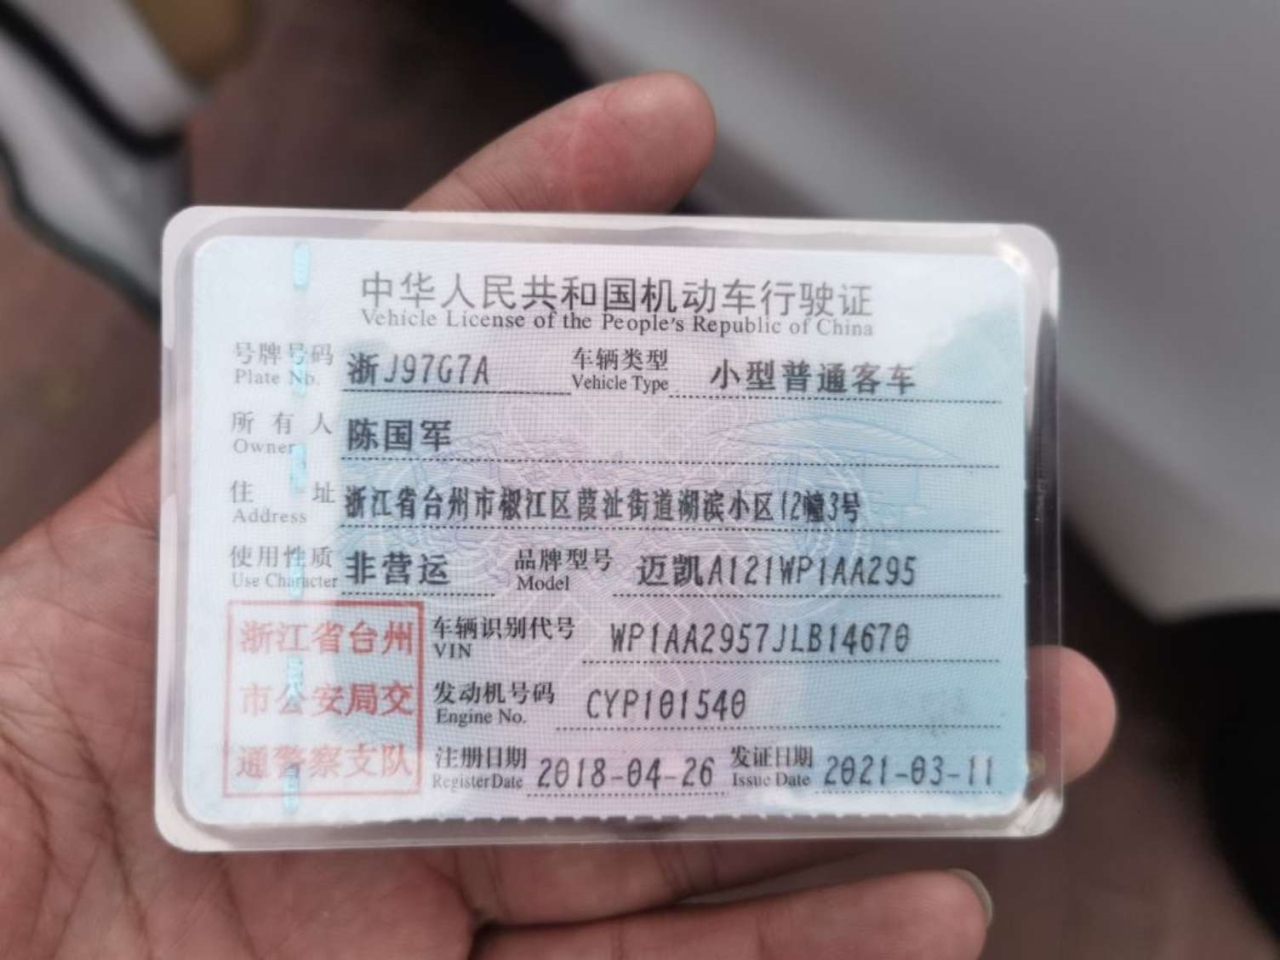 中华人民共和国机动车行驶证
Vehicle License of the People's Republic of China
号牌号码 浙J97G7A 车辆类型 小型普通客车
Plate No. Vehicle Type
所有人 陈国军
Owner
住址 浙江省台州市椒江区葭沚街道湖滨小区12幢3号
Address
使用性质 非营运 品牌型号 迈凯A121WP1AA295
Use Character Model
浙江省台州
市公安局交
通警察支队
车辆识别代号 WP1AA2957JLB14670
VIN
发动机号码 CYP101540
Engine No.
注册日期 2018-04-26 发证日期 2021-03-11
Register Date Issue Date